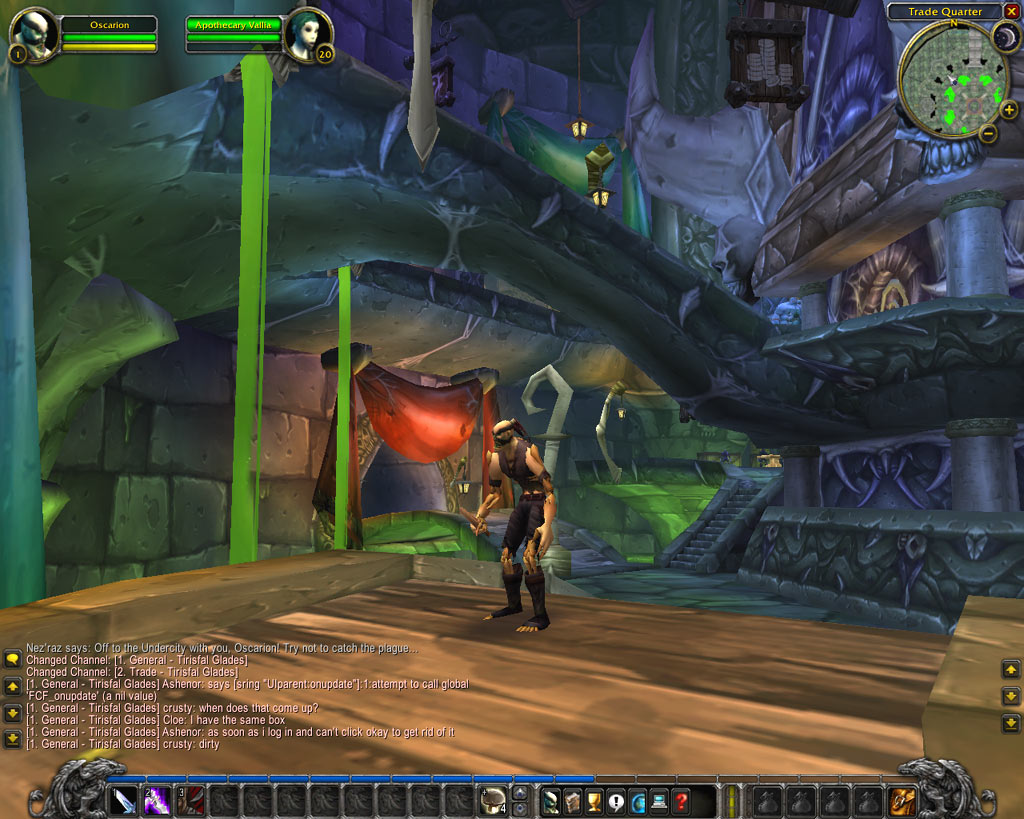 Oscarion
1
Apothecary Vallia
20
Trade Quarter
N
Nez'raz says: Off to the Undercity with you, Oscarion! Try not to catch the plague...
Changed Channel: [1. General - Tirisfal Glades]
Changed Channel: [2. Trade - Tirisfal Glades]
[1. General - Tirisfal Glades] Ashenor: says [sring "UIparent:onupdate"]:1:attempt to call global
'FCF_onupdate' (a nil value)
[1. General - Tirisfal Glades] crusty: when does that come up?
[1. General - Tirisfal Glades] Cloe: I have the same box
[1. General - Tirisfal Glades] Ashenor: as soon as i log in and can't click okay to get rid of it
[1. General - Tirisfal Glades] crusty: dirty
2
3
4